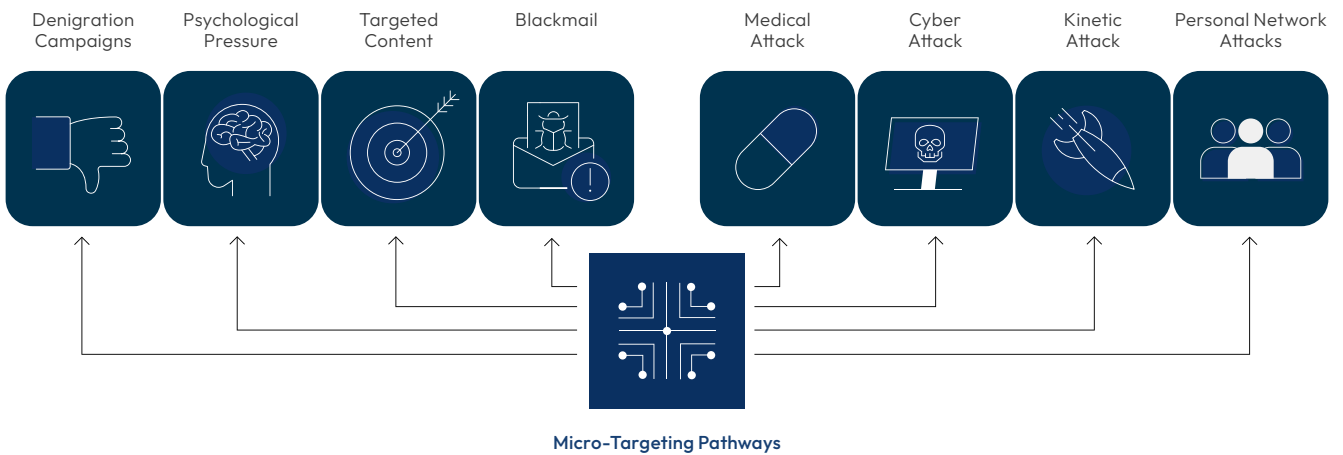 Denigration
Campaigns
Psychological
Pressure
Targeted
Content
Blackmail
Medical
Attack
Cyber
Attack
Kinetic
Attack
Personal Network
Attacks
Micro-Targeting Pathways